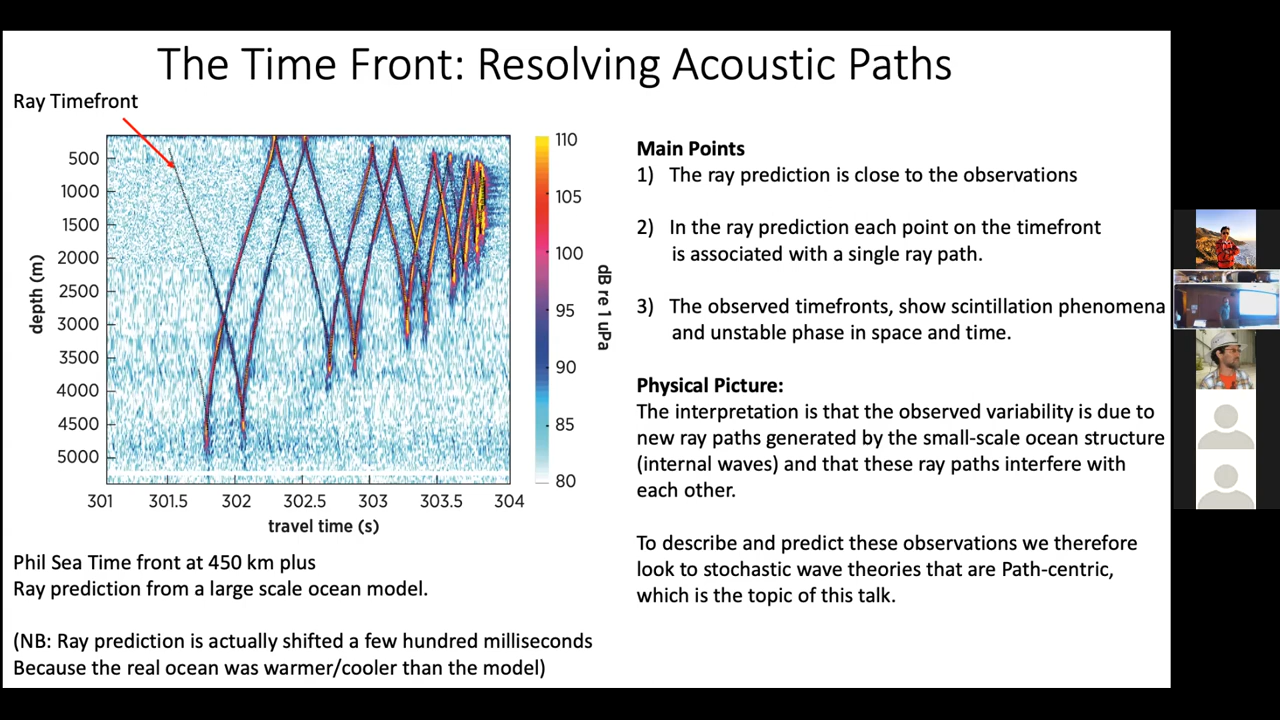 The Time Front: Resolving Acoustic Paths
Ray Timefront
500
1000
1500
2000
2500
3000
3500
4000
4500
5000
depth (m)
301
301.5
302
302.5
303
303.5
304
travel time (s)
110
105
100
95
90
85
80
dB re 1 uPa
Phil Sea Time front at 450 km plus
Ray prediction from a large scale ocean model.
(NB: Ray prediction is actually shifted a few hundred milliseconds
Because the real ocean was warmer/cooler than the model)
Main Points
1) The ray prediction is close to the observations
2) In the ray prediction each point on the timefront
is associated with a single ray path.
3) The observed timefronts, show scintillation phenomena
and unstable phase in space and time.
Physical Picture:
The interpretation is that the observed variability is due to
new ray paths generated by the small-scale ocean structure
(internal waves) and that these ray paths interfere with
each other.
To describe and predict these observations we therefore
look to stochastic wave theories that are Path-centric,
which is the topic of this talk.